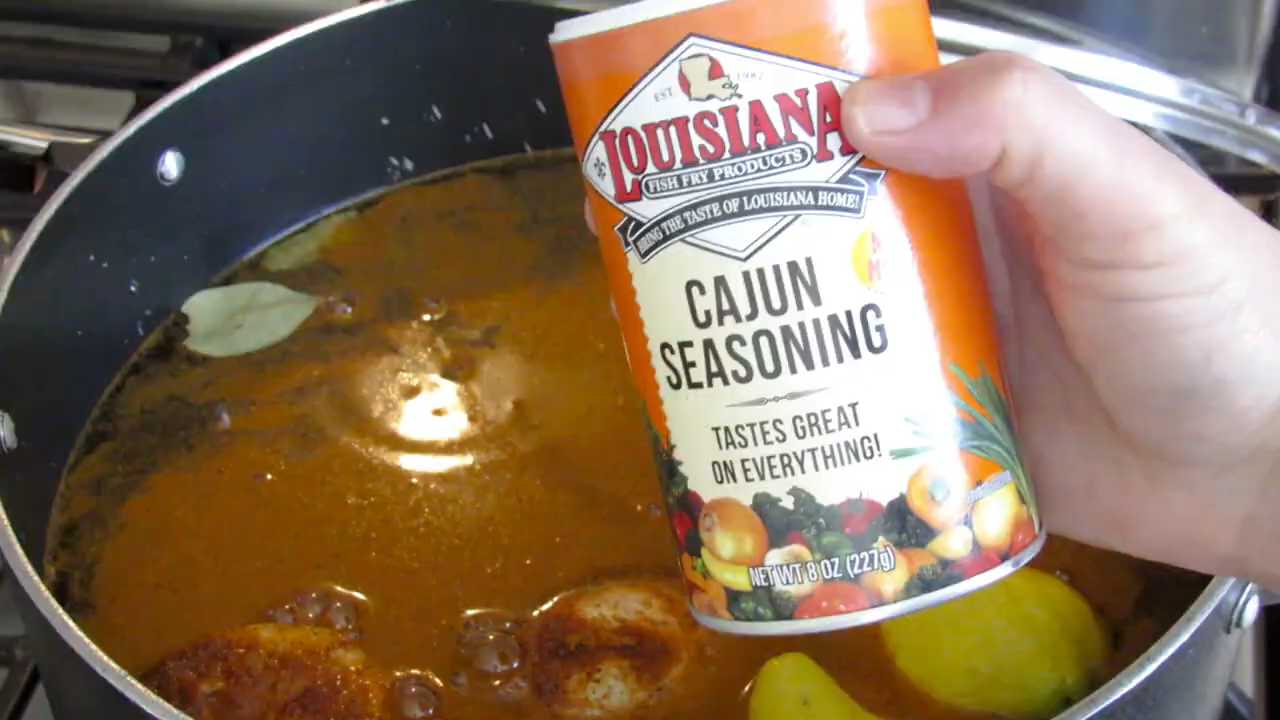 EST. 1982
LOUISIANA
FISH FRY PRODUCTS
BRING THE TASTE OF LOUISIANA HOME!
CAJUN
SEASONING
TASTES GREAT
ON EVERYTHING!
NET WT 8 OZ (227g)